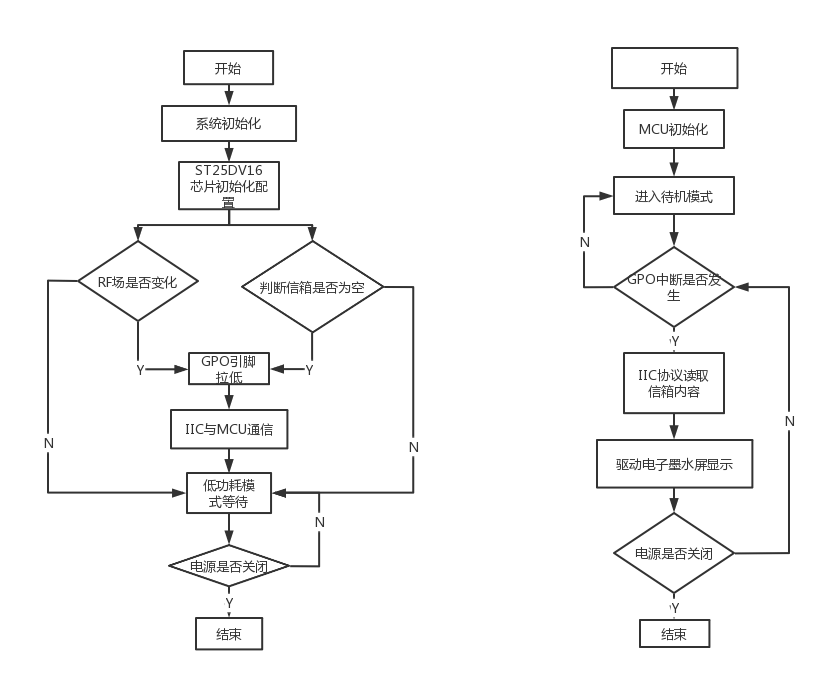 开始
系统初始化
ST25DV16
芯片初始化配
置
RF场是否变化
判断信箱是否为空
Y
Y
GPO引脚
拉低
IIC与MCU通信
N
N
低功耗模
式等待
N
电源是否关闭
Y
结束
开始
MCU初始化
进入待机模式
N
GPO中断是否发
生
Y
IIC协议读取
信箱内容
N
驱动电子墨水屏显示
电源是否关闭
Y
结束